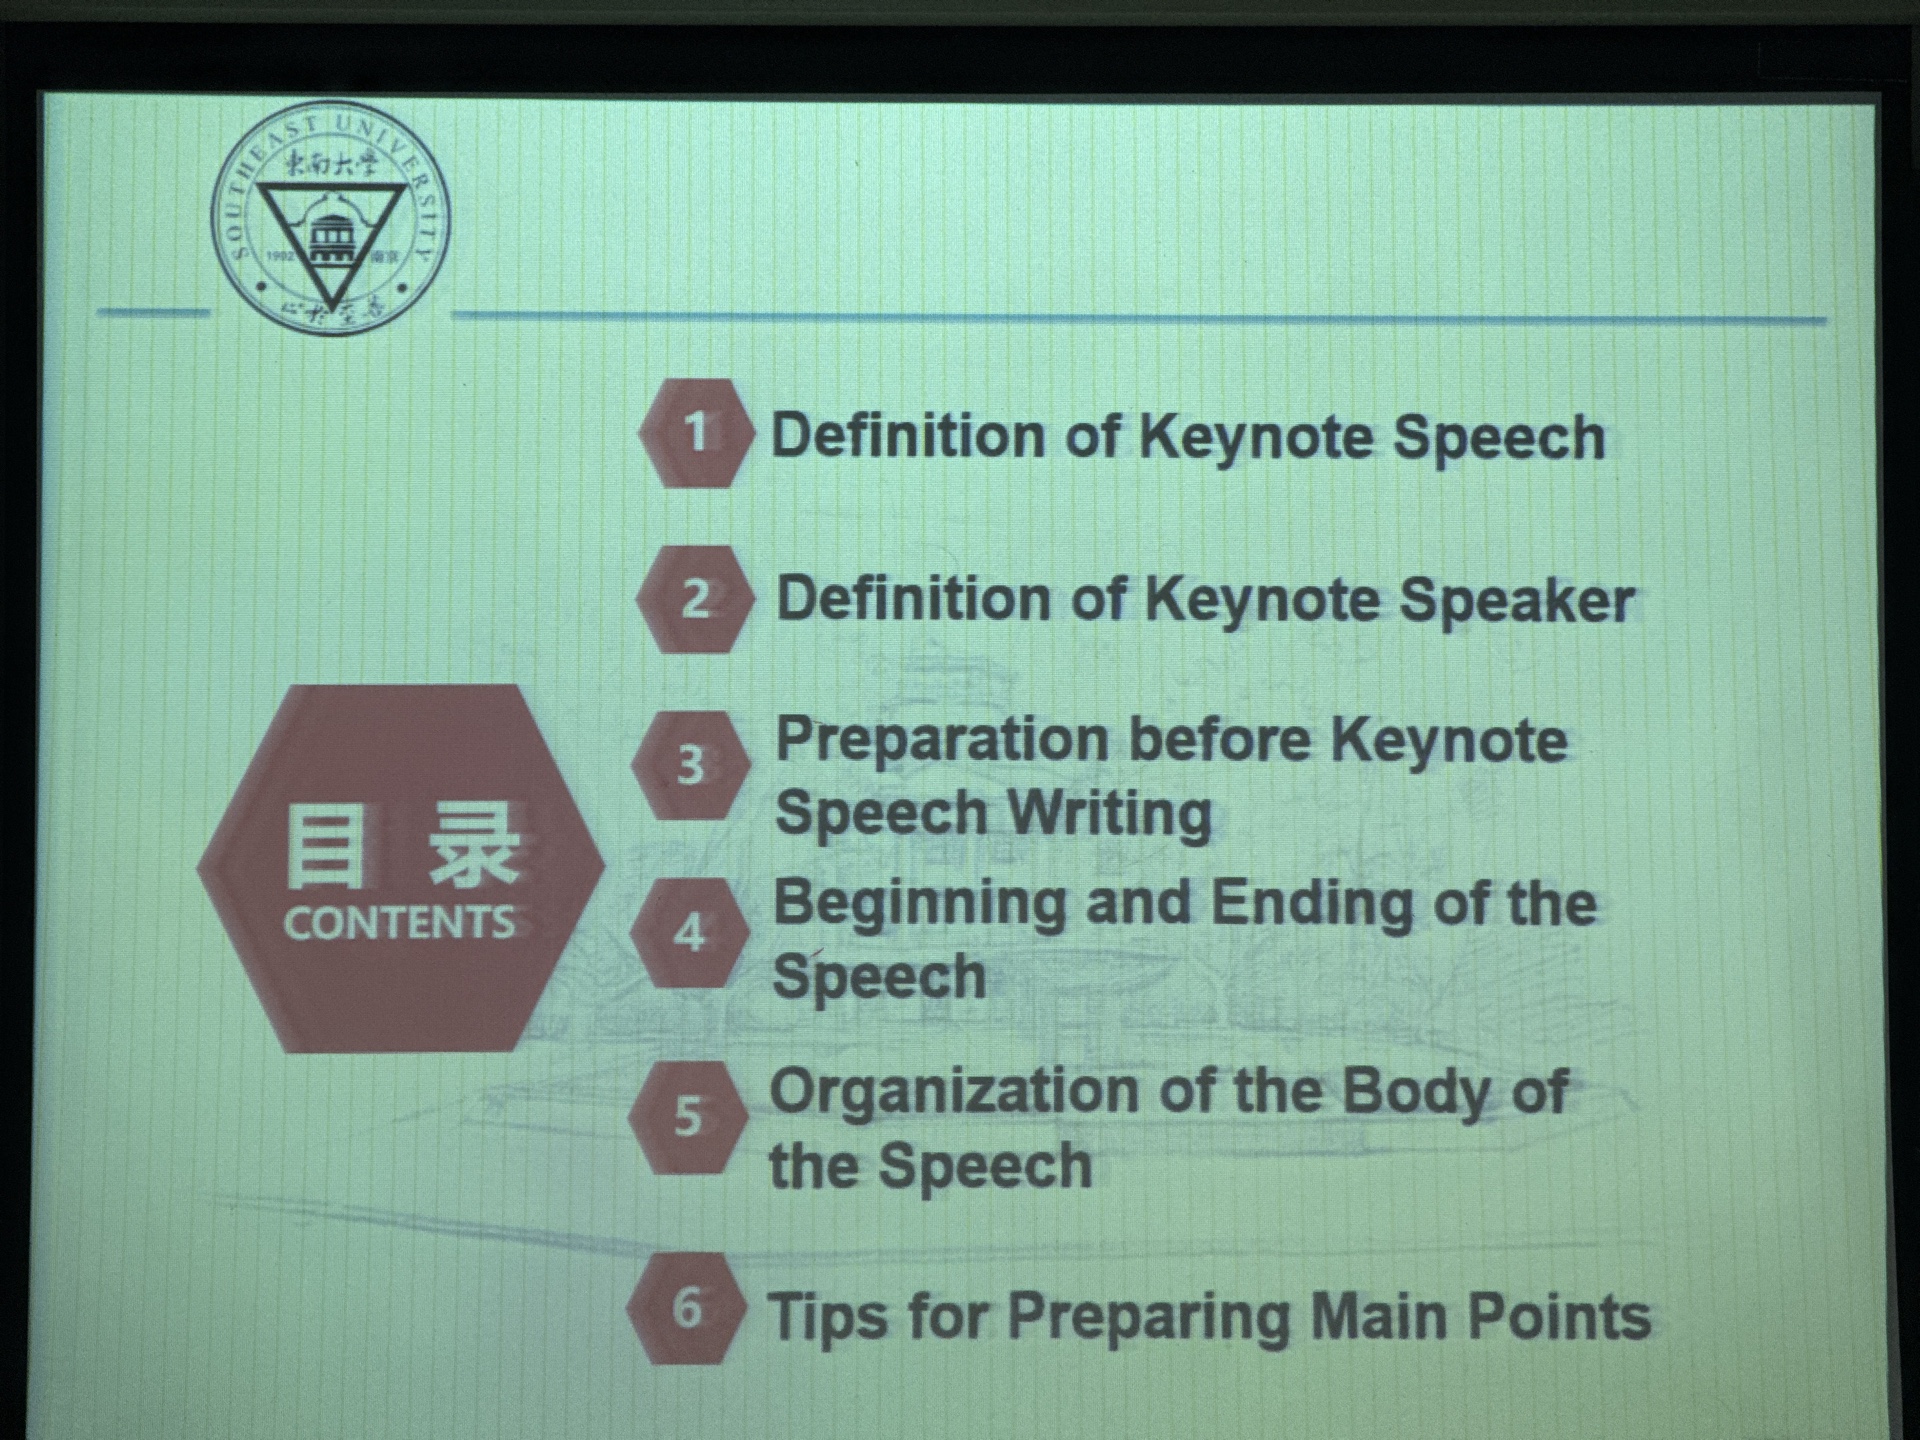 SOUTHEAST UNIVERSITY
東南大学
1902 南京
止於至善
1 Definition of Keynote Speech
2 Definition of Keynote Speaker
3 Preparation before Keynote
Speech Writing
目录
CONTENTS
4 Beginning and Ending of the
Speech
5 Organization of the Body of
the Speech
6 Tips for Preparing Main Points